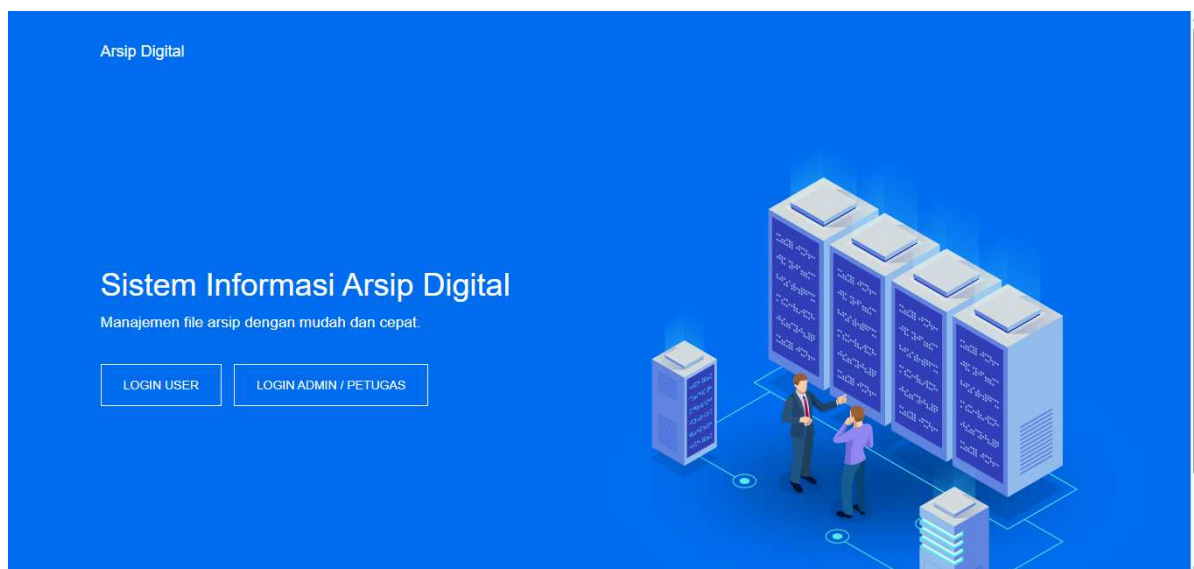 Arsip Digital
Sistem Informasi Arsip Digital
Manajemen file arsip dengan mudah dan cepat.
LOGIN USER
LOGIN ADMIN / PETUGAS